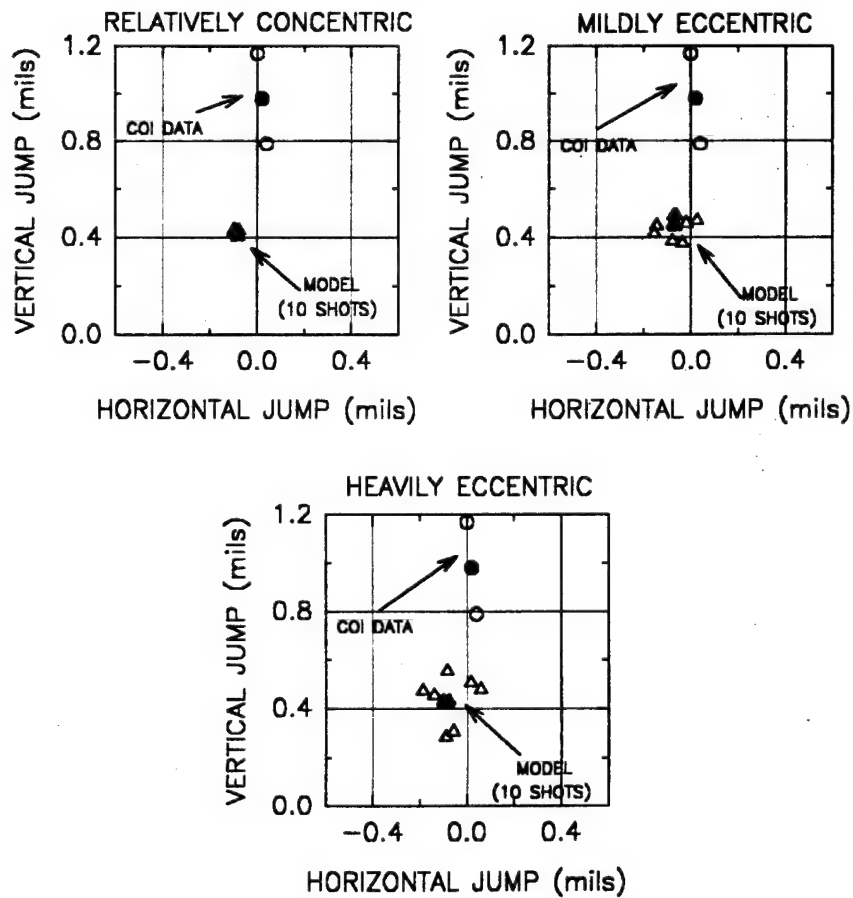 RELATIVELY CONCENTRIC
1.2
0.8
0.4
0.0
VERTICAL JUMP (mils)
COI DATA
MODEL
(10 SHOTS)
−0.4 0.0 0.4
HORIZONTAL JUMP (mils)
MILDLY ECCENTRIC
1.2
0.8
0.4
0.0
VERTICAL JUMP (mils)
COI DATA
MODEL
(10 SHOTS)
−0.4 0.0 0.4
HORIZONTAL JUMP (mils)
HEAVILY ECCENTRIC
1.2
0.8
0.4
0.0
VERTICAL JUMP (mils)
COI DATA
MODEL
(10 SHOTS)
−0.4 0.0 0.4
HORIZONTAL JUMP (mils)